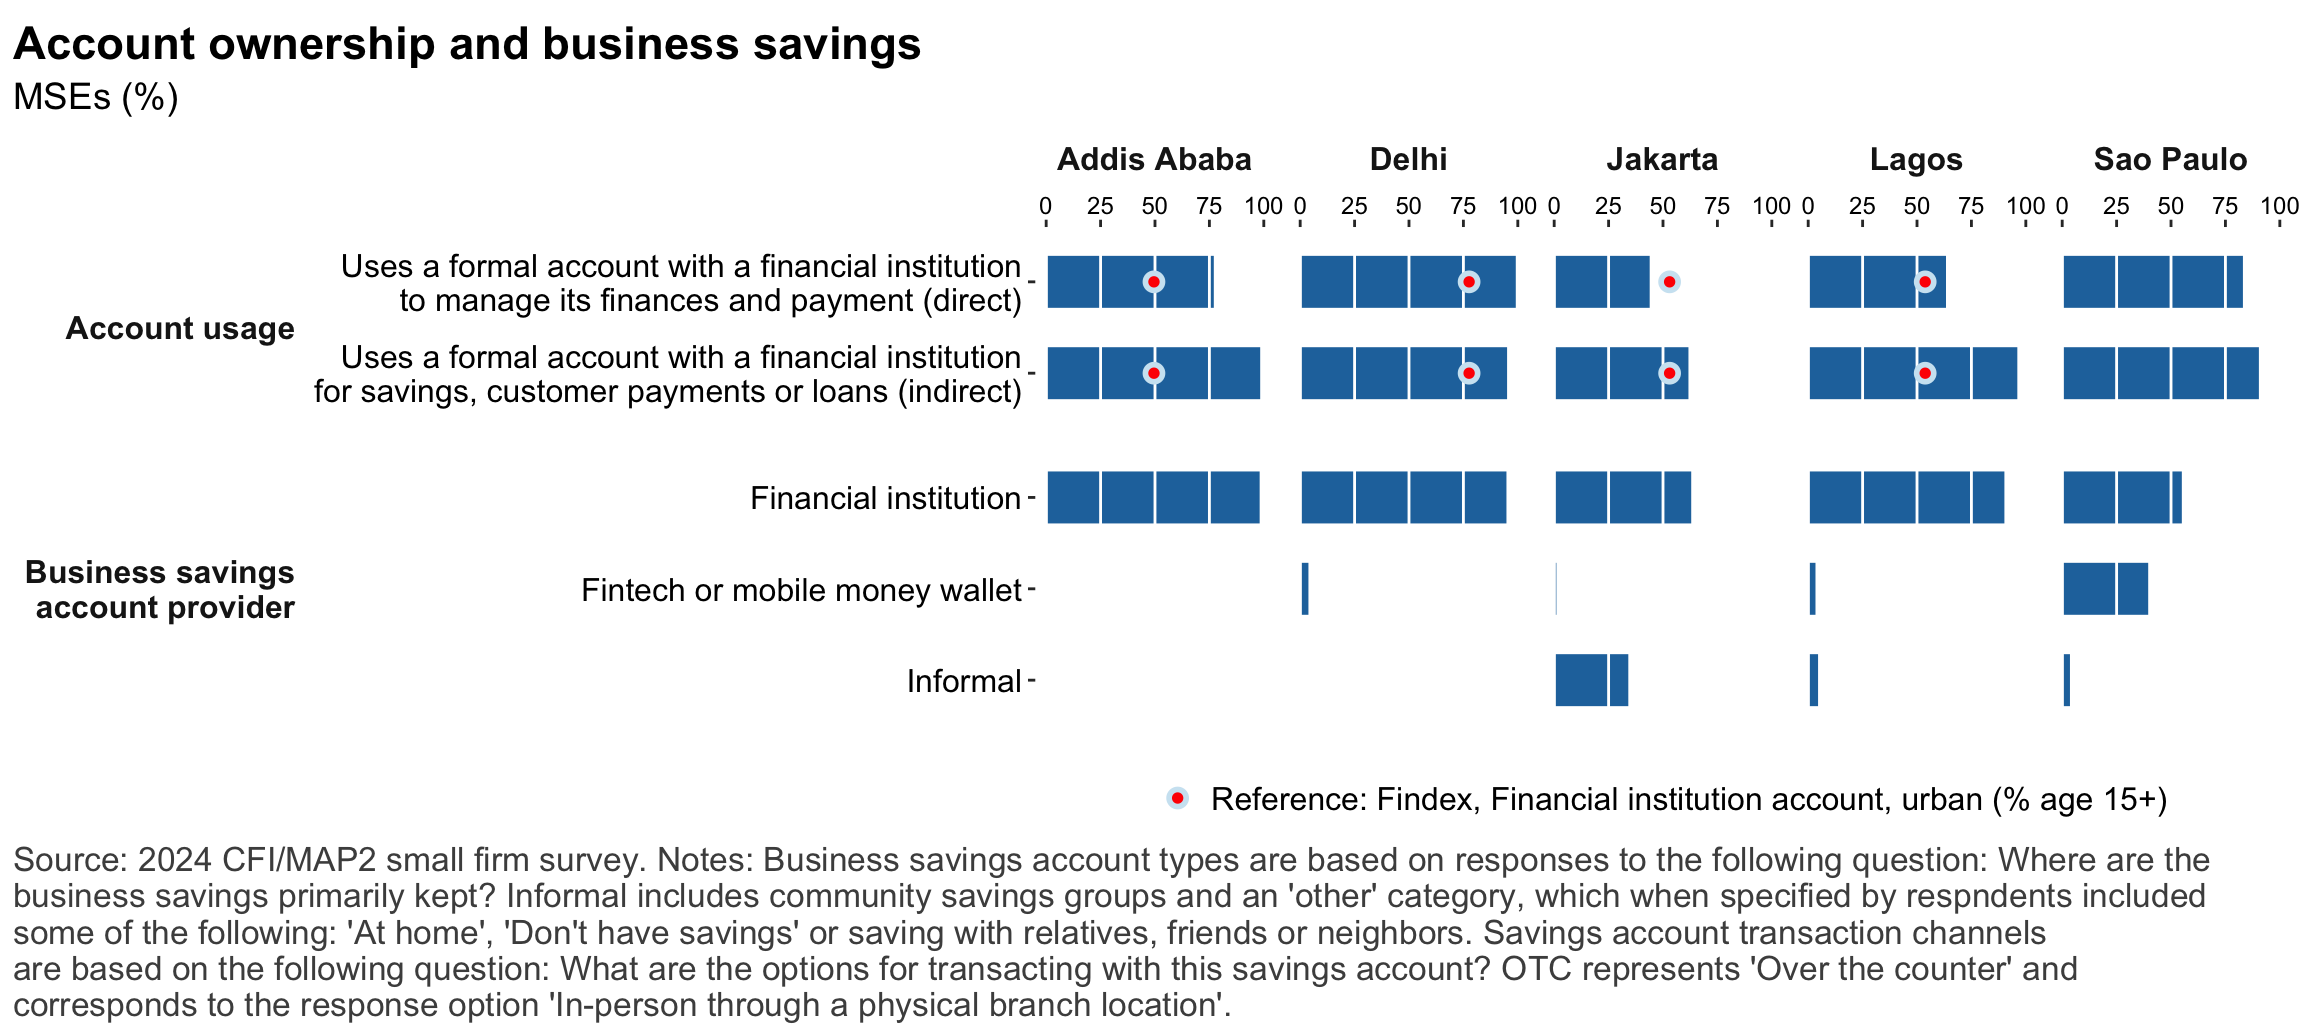 Account ownership and business savings
MSEs (%)
Addis Ababa Delhi Jakarta Lagos Sao Paulo
0 25 50 75 100 0 25 50 75 100 0 25 50 75 100 0 25 50 75 100 0 25 50 75 100
Account usage
Uses a formal account with a financial institution
to manage its finances and payment (direct)
Uses a formal account with a financial institution
for savings, customer payments or loans (indirect)
Business savings
account provider
Financial institution
Fintech or mobile money wallet
Informal
Reference: Findex, Financial institution account, urban (% age 15+)
Source: 2024 CFI/MAP2 small firm survey. Notes: Business savings account types are based on responses to the following question: Where are the
business savings primarily kept? Informal includes community savings groups and an 'other' category, which when specified by respndents included
some of the following: 'At home', 'Don't have savings' or saving with relatives, friends or neighbors. Savings account transaction channels
are based on the following question: What are the options for transacting with this savings account? OTC represents 'Over the counter' and
corresponds to the response option 'In-person through a physical branch location'.